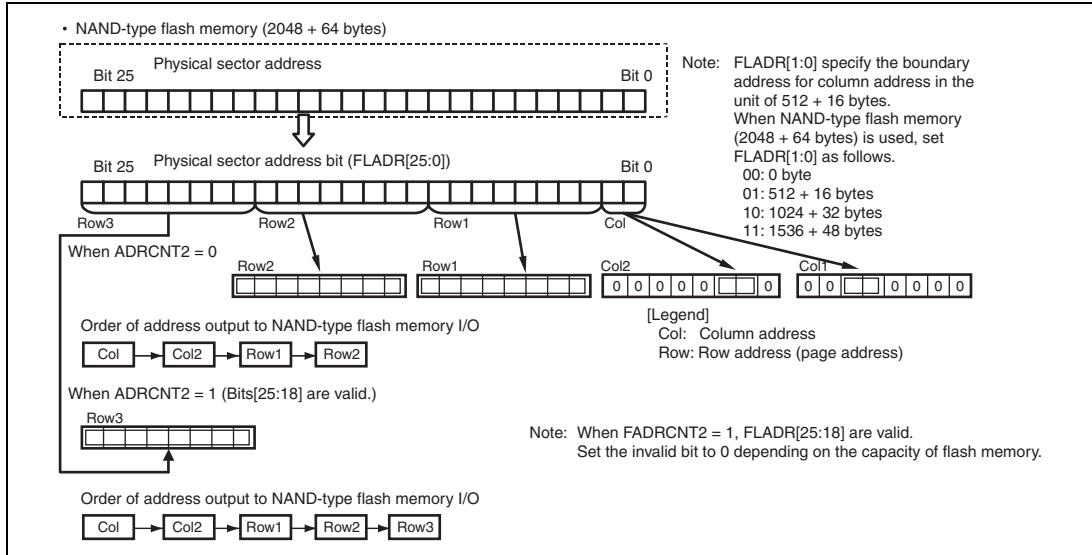 • NAND-type flash memory (2048 + 64 bytes)
Physical sector address
Bit 25
Bit 0
Note: FLADR[1:0] specify the boundary
address for column address in the
unit of 512 + 16 bytes.
When NAND-type flash memory
(2048 + 64 bytes) is used, set
FLADR[1:0] as follows.
00: 0 byte
01: 512 + 16 bytes
10: 1024 + 32 bytes
11: 1536 + 48 bytes
Physical sector address bit (FLADR[25:0])
Bit 25
Bit 0
Row3
Row2
Row1
Col
When ADRCNT2 = 0
Row2
Row1
Col2
0 0 0 0 0 0
Col1
0 0 0 0 0 0
[Legend]
Col: Column address
Row: Row address (page address)
Order of address output to NAND-type flash memory I/O
Col Col2 Row1 Row2
When ADRCNT2 = 1 (Bits[25:18] are valid.)
Row3
Note: When FADRCNT2 = 1, FLADR[25:18] are valid.
Set the invalid bit to 0 depending on the capacity of flash memory.
Order of address output to NAND-type flash memory I/O
Col Col2 Row1 Row2 Row3